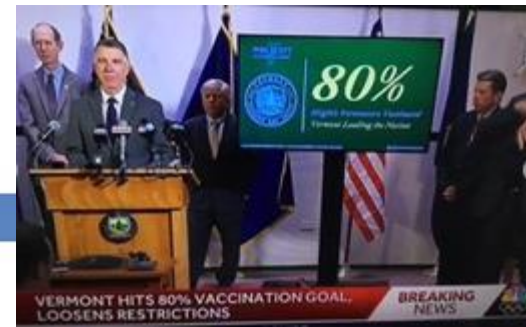 80%
Vermont Leading the Nation
VERMONT HITS 80% VACCINATION GOAL,
LOOSENS RESTRICTIONS
BREAKING
NEWS